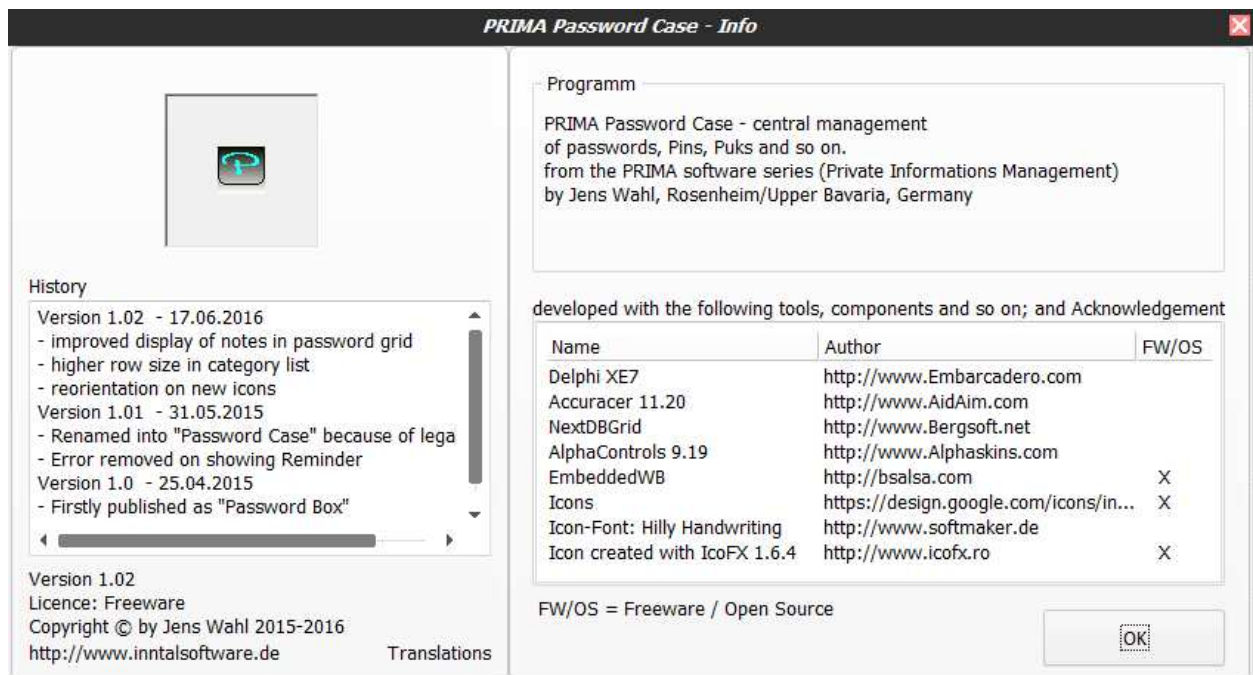 PRIMA Password Case - Info
History
Version 1.02 - 17.06.2016
- improved display of notes in password grid
- higher row size in category list
- reorientation on new icons
Version 1.01 - 31.05.2015
- Renamed into "Password Case" because of lega
- Error removed on showing Reminder
Version 1.0 - 25.04.2015
- Firstly published as "Password Box"
Version 1.02
Licence: Freeware
Copyright © by Jens Wahl 2015-2016
http://www.inntalsoftware.de Translations
Programm
PRIMA Password Case - central management
of passwords, Pins, Puks and so on.
from the PRIMA software series (Private Informations Management)
by Jens Wahl, Rosenheim/Upper Bavaria, Germany
developed with the following tools, components and so on; and Acknowledgement
Name Author FW/OS
Delphi XE7 http://www.Embarcadero.com
Accuracer 11.20 http://www.AidAim.com
NextDBGrid http://www.Bergsoft.net
AlphaControls 9.19 http://www.Alphaskins.com
EmbeddedWB http://bsalsa.com X
Icons https://design.google.com/icons/in... X
Icon-Font: Hilly Handwriting http://www.softmaker.de
Icon created with IcoFX 1.6.4 http://www.icofx.ro X
FW/OS = Freeware / Open Source
OK